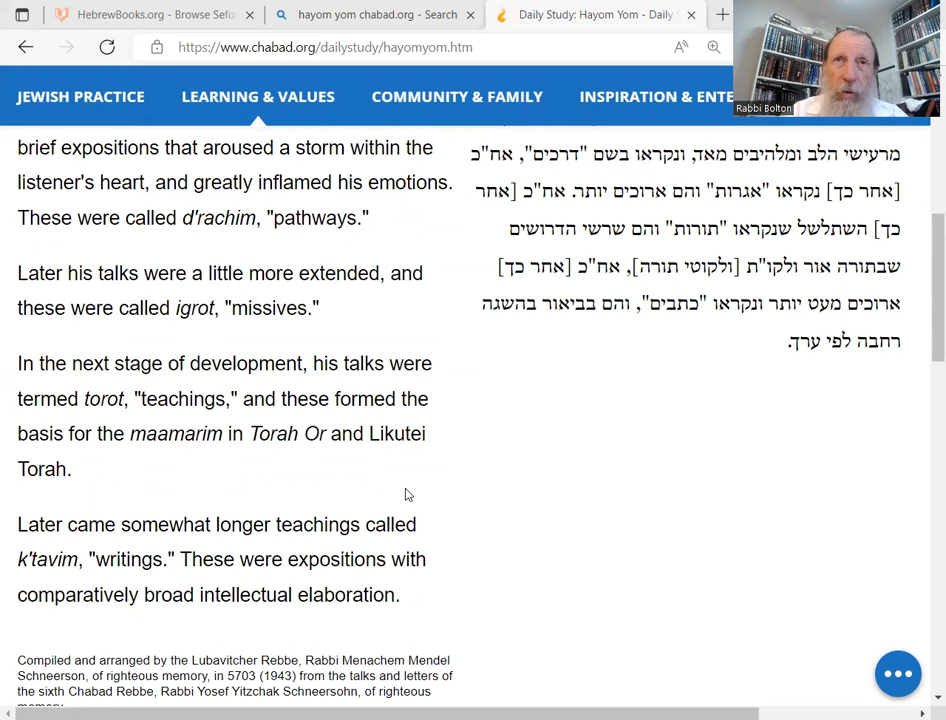 HebrewBooks.org - Browse Sefo
hayom yom chabad.org - Search
Daily Study: Hayom Yom - Daily S
https://www.chabad.org/dailystudy/hayomyom.htm
Rabbi Bolton
JEWISH PRACTICE
LEARNING & VALUES
COMMUNITY & FAMILY
INSPIRATION & ENTE
brief expositions that aroused a storm within the
listener's heart, and greatly inflamed his emotions.
These were called d'rachim, "pathways."
Later his talks were a little more extended, and
these were called igrot, "missives."
In the next stage of development, his talks were
termed torot, "teachings," and these formed the
basis for the maamarim in Torah Or and Likutei
Torah.
Later came somewhat longer teachings called
k'tavim, "writings." These were expositions with
comparatively broad intellectual elaboration.
Compiled and arranged by the Lubavitcher Rebbe, Rabbi Menachem Mendel
Schneerson, of righteous memory, in 5703 (1943) from the talks and letters of
the sixth Chabad Rebbe, Rabbi Yosef Yitzchak Schneersohn, of righteous
memory.
מרעישי הלב ומלהיבים מאד, ונקראו בשם "דרכים", אח"כ
[אחר כך] נקראו "אגרות" והם ארוכים יותר. אח"כ [אחר
כך] השתלשל שנקראו "תורות" והם שרשי הדרושים
שבתורה אור ולקו"ת [ולקוטי תורה], אח"כ [אחר כך]
ארוכים מעט יותר ונקראו "כתבים", והם בביאור בהשגה
רחבה לפי ערך.